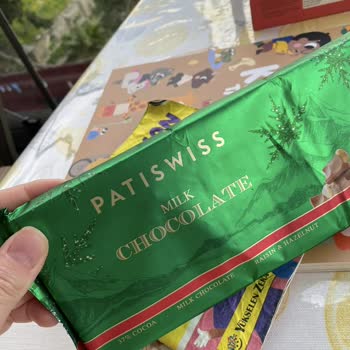 PATISWISS
MILK
CHOCOLATE
32% COCOA
MILK CHOCOLATE
RAISIN & HAZELNUT